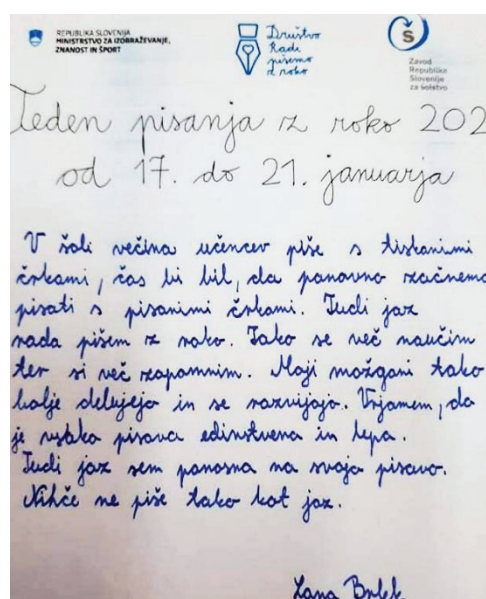 REPUBLIKA SLOVENIJA
MINISTRSTVO ZA IZOBRAŽEVANJE,
ZNANOST IN ŠPORT
Društvo
Radi
pišemo
z roko
Zavod
Republike
Slovenije
za šolstvo
Teden pisanja z roko 202
od 17. do 21. januarja
V šoli večina učencev piše s tiskanimi
črkami, čas bi bil, da ponovno začnemo
pisati s pisanimi črkami. Tudi jaz
rada pišem z roko. Tako se več naučim
ter si več zapomnim. Moji možgani tako
bolje delujejo in se razvijajo. Verjamem, da
je vsaka pisava edinstvena in lepa.
Tudi jaz sem ponosna na svojo pisavo.
Nihče ne piše tako kot jaz.
Lana